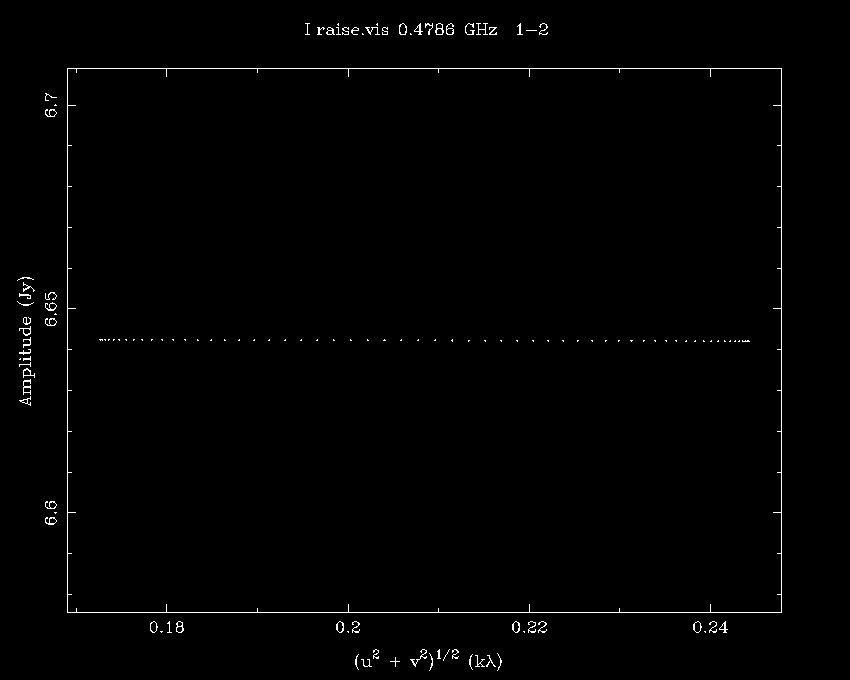 I raise.vis 0.4786 GHz 1−2
6.7
6.65
6.6
Amplitude (Jy)
0.18 0.2 0.22 0.24
(u² + v²)^1/2 (kλ)